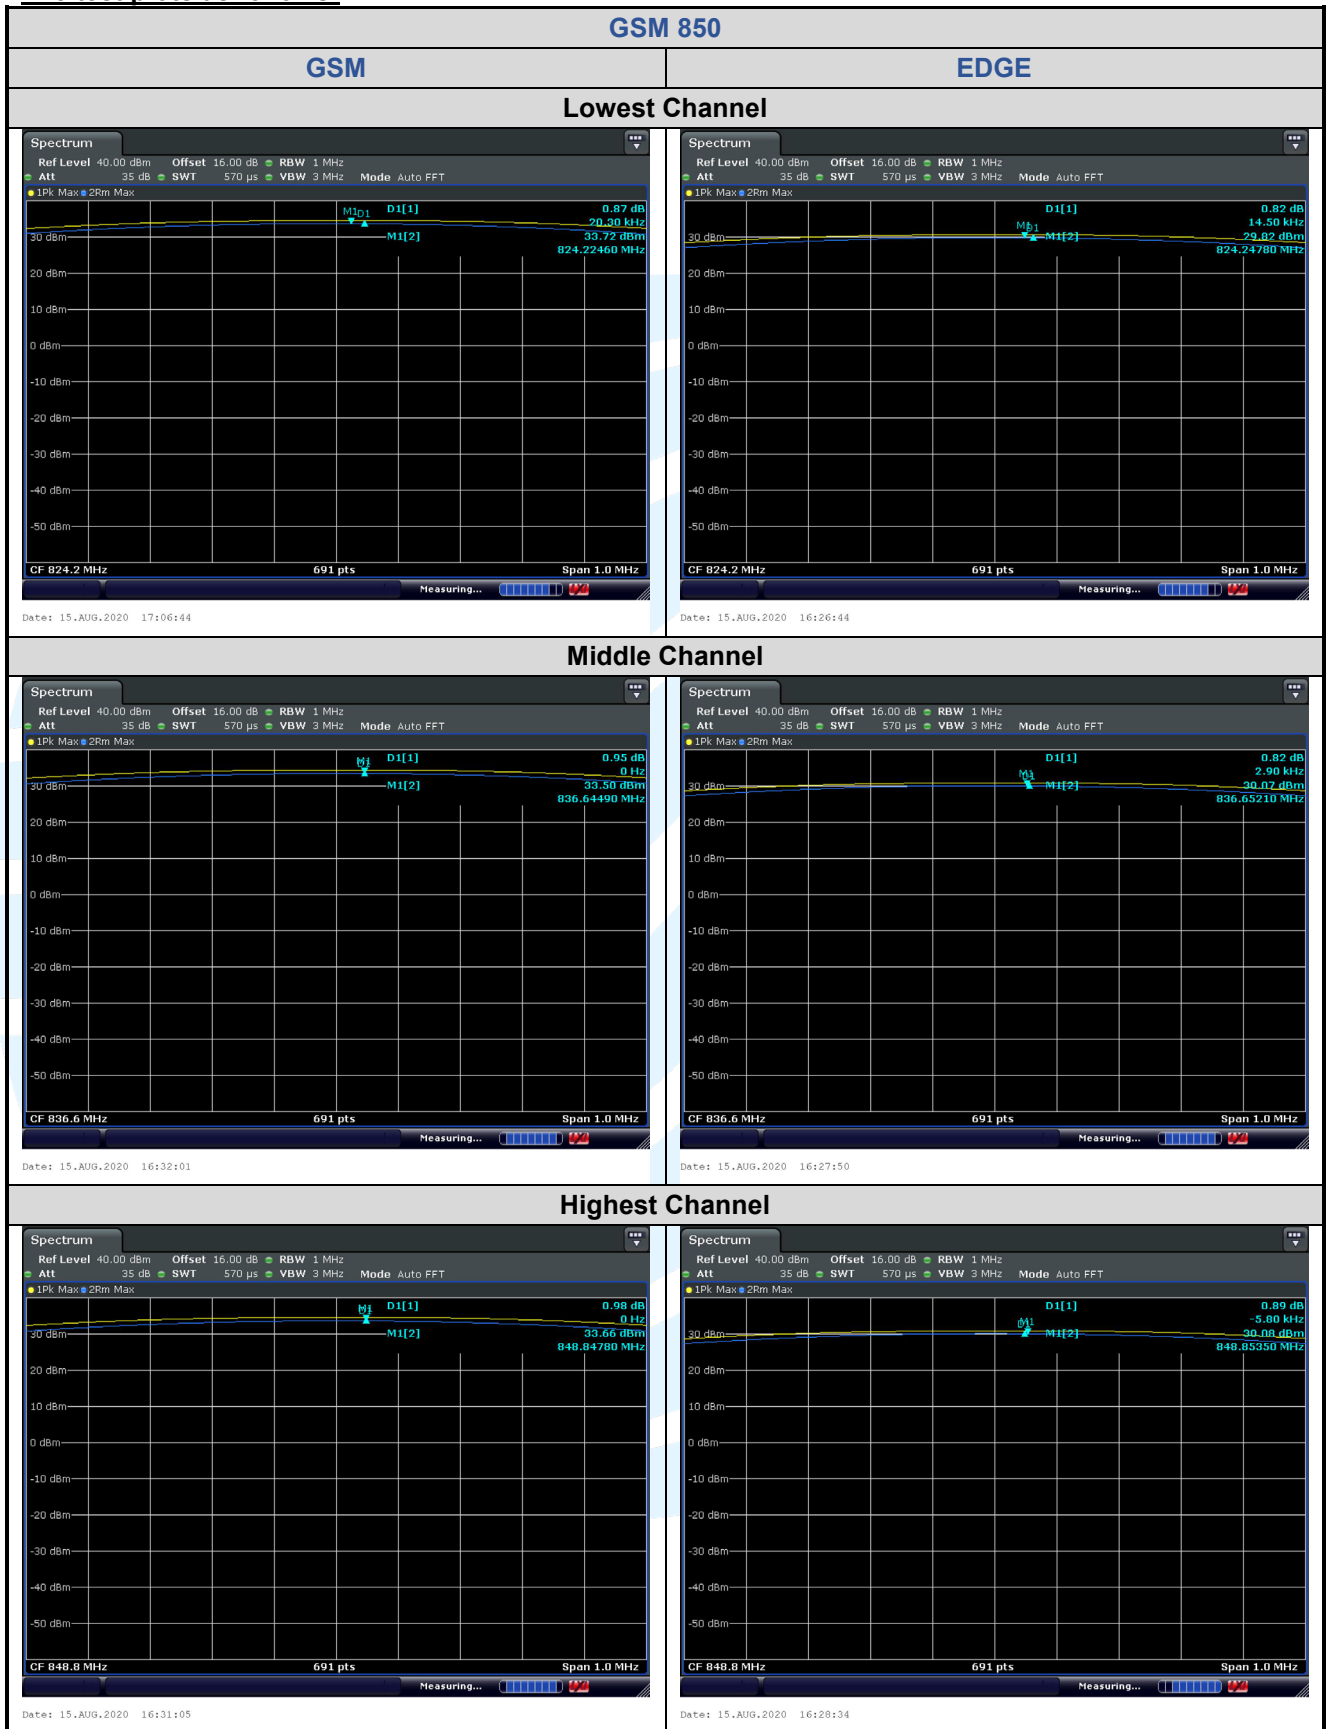 GSM 850
GSM
EDGE
Lowest Channel
Spectrum
Ref Level 40.00 dBm Offset 16.00 dB RBW 1 MHz
Att 35 dB SWT 570 µs VBW 3 MHz Mode Auto FFT
1Pk Max 2Rm Max
M1 D1 D1[1] 0.87 dB
20.30 kHz
30 dBm M1[2] 33.72 dBm
824.22460 MHz
20 dBm
10 dBm
0 dBm
-10 dBm
-20 dBm
-30 dBm
-40 dBm
-50 dBm
CF 824.2 MHz 691 pts Span 1.0 MHz
Measuring...
Date: 15.AUG.2020 17:06:44
Spectrum
Ref Level 40.00 dBm Offset 16.00 dB RBW 1 MHz
Att 35 dB SWT 570 µs VBW 3 MHz Mode Auto FFT
1Pk Max 2Rm Max
D1[1] 0.82 dB
14.50 kHz
M1 D1
30 dBm M1[2] 29.82 dBm
824.24780 MHz
20 dBm
10 dBm
0 dBm
-10 dBm
-20 dBm
-30 dBm
-40 dBm
-50 dBm
CF 824.2 MHz 691 pts Span 1.0 MHz
Measuring...
Date: 15.AUG.2020 16:26:44
Middle Channel
Spectrum
Ref Level 40.00 dBm Offset 16.00 dB RBW 1 MHz
Att 35 dB SWT 570 µs VBW 3 MHz Mode Auto FFT
1Pk Max 2Rm Max
M1 D1[1] 0.95 dB
0 Hz
30 dBm M1[2] 33.50 dBm
836.64490 MHz
20 dBm
10 dBm
0 dBm
-10 dBm
-20 dBm
-30 dBm
-40 dBm
-50 dBm
CF 836.6 MHz 691 pts Span 1.0 MHz
Measuring...
Date: 15.AUG.2020 16:32:01
Spectrum
Ref Level 40.00 dBm Offset 16.00 dB RBW 1 MHz
Att 35 dB SWT 570 µs VBW 3 MHz Mode Auto FFT
1Pk Max 2Rm Max
D1[1] 0.82 dB
2.90 kHz
30 dBm M1[2] 30.07 dBm
836.65210 MHz
20 dBm
10 dBm
0 dBm
-10 dBm
-20 dBm
-30 dBm
-40 dBm
-50 dBm
CF 836.6 MHz 691 pts Span 1.0 MHz
Measuring...
Date: 15.AUG.2020 16:27:50
Highest Channel
Spectrum
Ref Level 40.00 dBm Offset 16.00 dB RBW 1 MHz
Att 35 dB SWT 570 µs VBW 3 MHz Mode Auto FFT
1Pk Max 2Rm Max
M1 D1[1] 0.98 dB
0 Hz
30 dBm M1[2] 33.66 dBm
848.84780 MHz
20 dBm
10 dBm
0 dBm
-10 dBm
-20 dBm
-30 dBm
-40 dBm
-50 dBm
CF 848.8 MHz 691 pts Span 1.0 MHz
Measuring...
Date: 15.AUG.2020 16:31:05
Spectrum
Ref Level 40.00 dBm Offset 16.00 dB RBW 1 MHz
Att 35 dB SWT 570 µs VBW 3 MHz Mode Auto FFT
1Pk Max 2Rm Max
D1[1] 0.89 dB
-5.80 kHz
M1
30 dBm M1[2] 30.08 dBm
848.85350 MHz
20 dBm
10 dBm
0 dBm
-10 dBm
-20 dBm
-30 dBm
-40 dBm
-50 dBm
CF 848.8 MHz 691 pts Span 1.0 MHz
Measuring...
Date: 15.AUG.2020 16:28:34